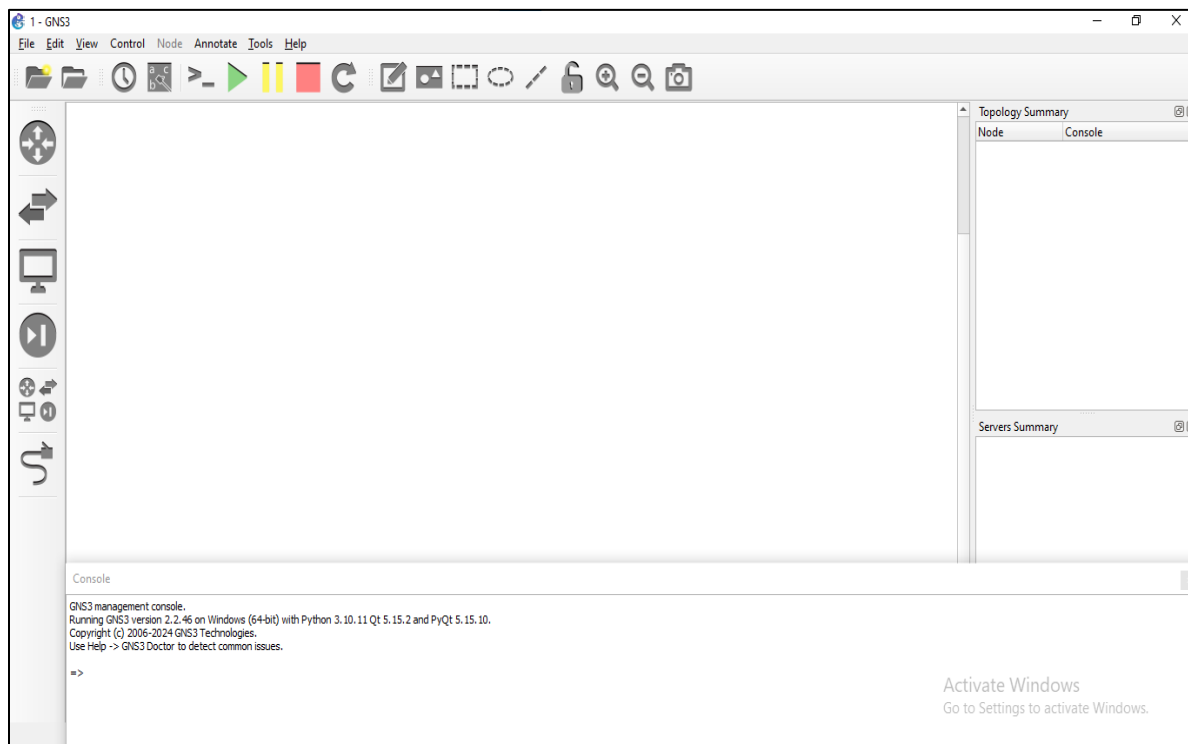 1 - GNS3
File Edit View Control Node Annotate Tools Help
Topology Summary
Node Console
Servers Summary
Console
GNS3 management console.
Running GNS3 version 2.2.46 on Windows (64-bit) with Python 3.10.11 Qt 5.15.2 and PyQt 5.15.10.
Copyright (c) 2006-2024 GNS3 Technologies.
Use Help -> GNS3 Doctor to detect common issues.
=>
Activate Windows
Go to Settings to activate Windows.